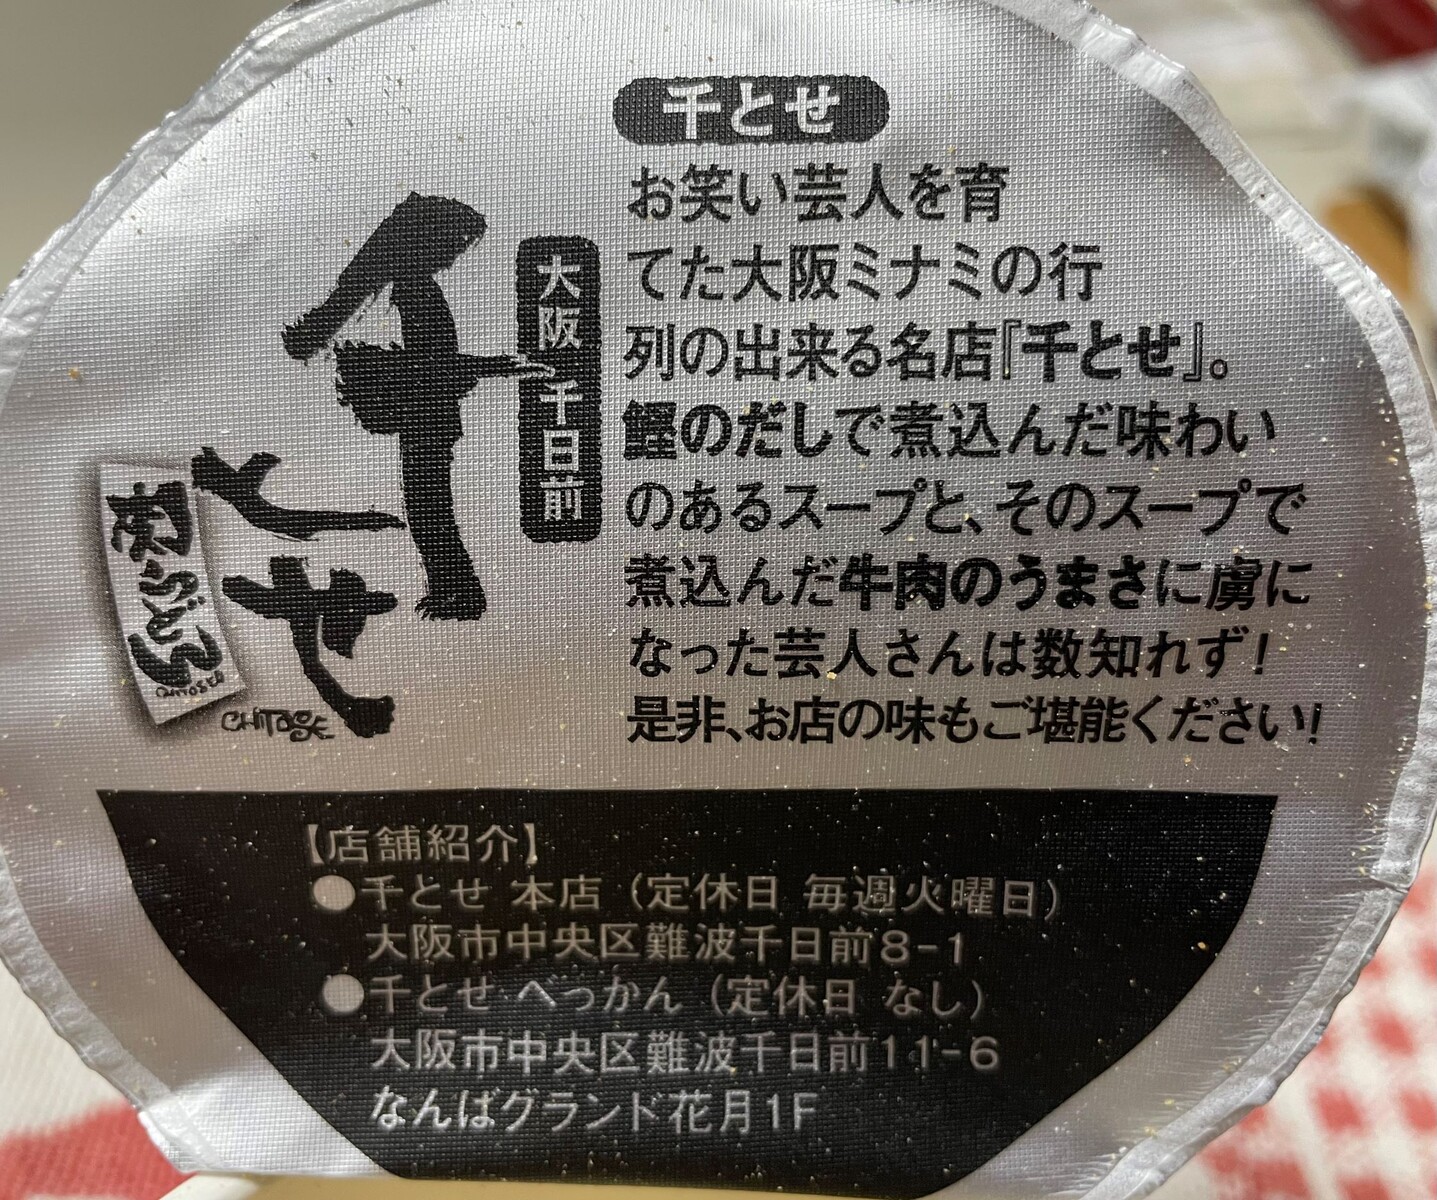 千とせ
お笑い芸人を育
てた大阪ミナミの行
列の出来る名店『千とせ』。
鰹のだしで煮込んだ味わい
のあるスープと、そのスープで
煮込んだ牛肉のうまさに虜に
なった芸人さんは数知れず!
是非、お店の味もご堪能ください!
大阪 千日前
千とせ
肉うどん
CHITOSE
CHITOSE
【店舗紹介】
●千とせ 本店 (定休日 毎週火曜日)
大阪市中央区難波千日前8-1
●千とせ べっかん (定休日 なし)
大阪市中央区難波千日前11-6
なんばグランド花月1F